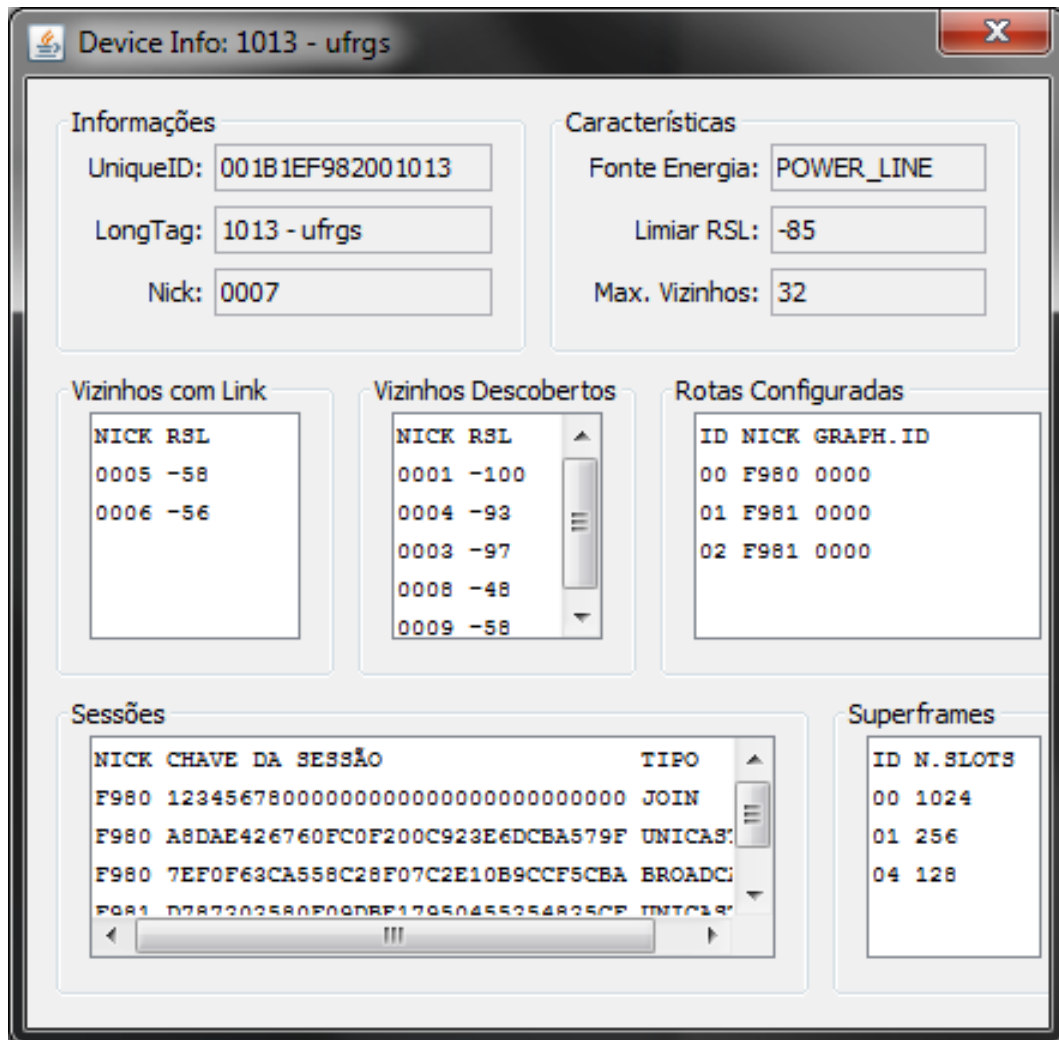 Device Info: 1013 - ufrgs
Informações
UniqueID: 001B1EF982001013
LongTag: 1013 - ufrgs
Nick: 0007
Características
Fonte Energia: POWER_LINE
Limiar RSL: -85
Max. Vizinhos: 32
Vizinhos com Link
NICK RSL
0005 -58
0006 -56
Vizinhos Descobertos
NICK RSL
0001 -100
0004 -93
0003 -97
0008 -48
0009 -58
Rotas Configuradas
ID NICK GRAPH.ID
00 F980 0000
01 F981 0000
02 F981 0000
Sessões
NICK CHAVE DA SESSÃO TIPO
F980 12345678000000000000000000000000 JOIN
F980 A8DAE426760FC0F200C923E6DCBA579F UNICAS
F980 7EF0F63CA558C28F07C2E10B9CCF5CBA BROADC
F981
Superframes
ID N.SLOTS
00 1024
01 256
04 128